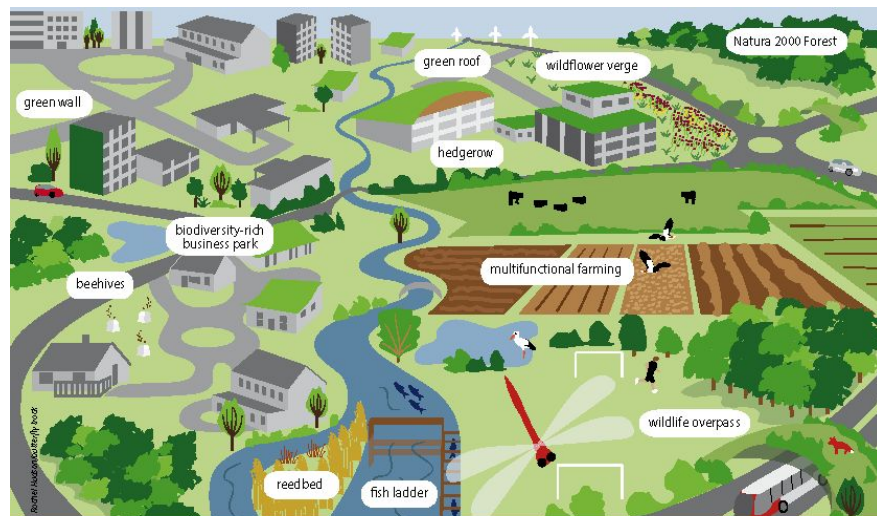 Natura 2000 Forest
green roof
wildflower verge
green wall
hedgerow
biodiversity-rich
business park
multifunctional farming
beehives
wildlife overpass
reedbed
fish ladder